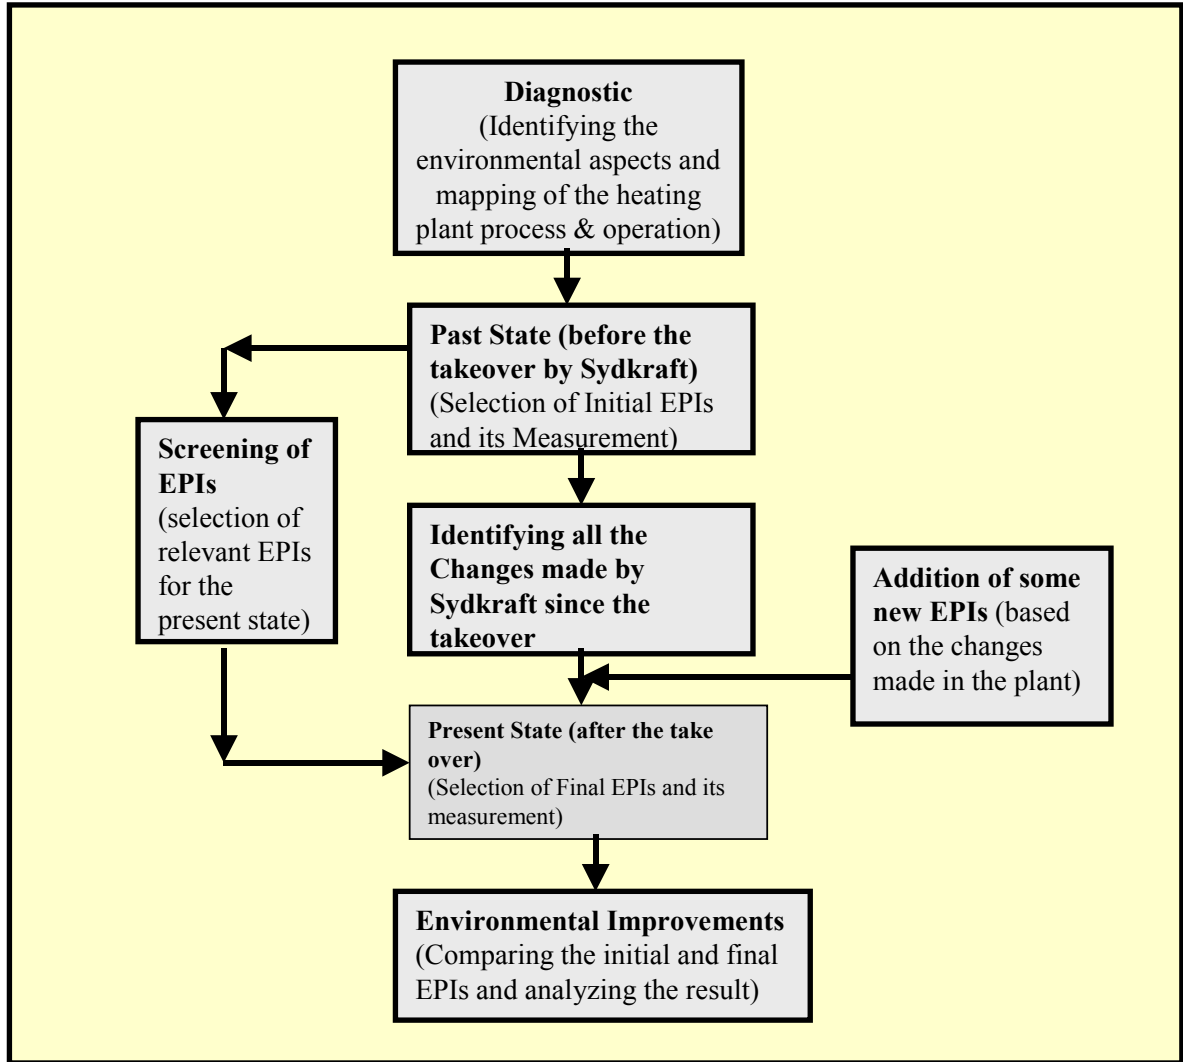 Diagnostic
(Identifying the
environmental aspects and
mapping of the heating
plant process & operation)
Past State (before the
takeover by Sydkraft)
(Selection of Initial EPIs
and its Measurement)
Screening of
EPIs
(selection of
relevant EPIs
for the
present state)
Identifying all the
Changes made by
Sydkraft since the
takeover
Addition of some
new EPIs (based
on the changes
made in the plant)
Present State (after the take
over)
(Selection of Final EPIs and its
measurement)
Environmental Improvements
(Comparing the initial and final
EPIs and analyzing the result)